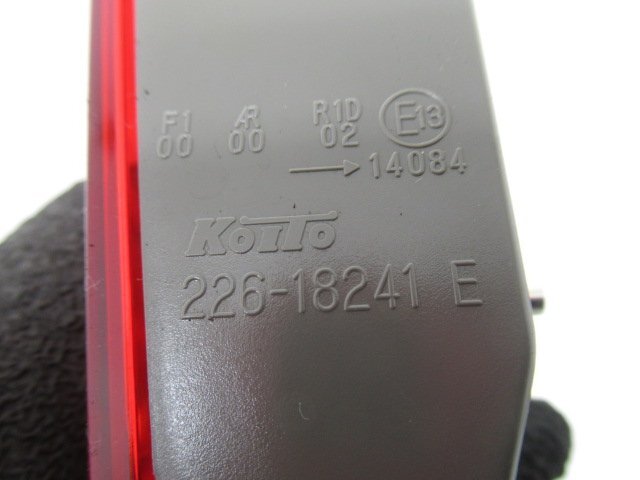 F1 AR R1D E13
00 00 02
→ 14084
KOITO
226-18241 E